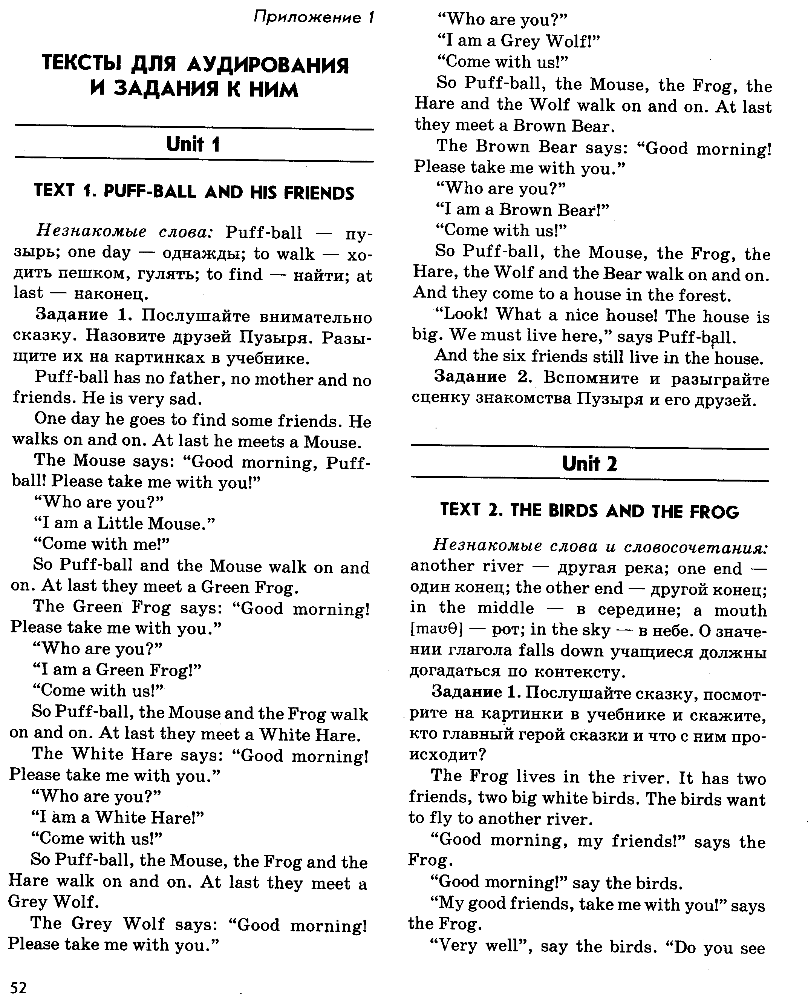 Приложение 1
ТЕКСТЫ ДЛЯ АУДИРОВАНИЯ
И ЗАДАНИЯ К НИМ
Unit 1
TEXT 1. PUFF-BALL AND HIS FRIENDS
Незнакомые слова: Puff-ball — пу-
зырь; one day — однажды; to walk — хо-
дить пешком, гулять; to find — найти; at
last — наконец.
Задание 1. Послушайте внимательно
сказку. Назовите друзей Пузыря. Разы-
щите их на картинках в учебнике.
Puff-ball has no father, no mother and no
friends. He is very sad.
One day he goes to find some friends. He
walks on and on. At last he meets a Mouse.
The Mouse says: “Good morning, Puff-
ball! Please take me with you!”
“Who are you?”
“I am a Little Mouse.”
“Come with me!”
So Puff-ball and the Mouse walk on and
on. At last they meet a Green Frog.
The Green Frog says: “Good morning!
Please take me with you.”
“Who are you?”
“I am a Green Frog!”
“Come with us!”
So Puff-ball, the Mouse and the Frog walk
on and on. At last they meet a White Hare.
The White Hare says: “Good morning!
Please take me with you.”
“Who are you?”
“I am a White Hare!”
“Come with us!”
So Puff-ball, the Mouse, the Frog and the
Hare walk on and on. At last they meet a
Grey Wolf.
The Grey Wolf says: “Good morning!
Please take me with you.”
52
“Who are you?”
“I am a Grey Wolf!”
“Come with us!”
So Puff-ball, the Mouse, the Frog, the
Hare and the Wolf walk on and on. At last
they meet a Brown Bear.
The Brown Bear says: “Good morning!
Please take me with you.”
“Who are you?”
“I am a Brown Bear!”
“Come with us!”
So Puff-ball, the Mouse, the Frog, the
Hare, the Wolf and the Bear walk on and on.
And they come to a house in the forest.
“Look! What a nice house! The house is
big. We must live here,” says Puff-ball.
And the six friends still live in the house.
Задание 2. Вспомните и разыграйте
сценку знакомства Пузыря и его друзей.
Unit 2
TEXT 2. THE BIRDS AND THE FROG
Незнакомые слова и словосочетания:
another river — другая река; one end —
один конец; the other end — другой конец;
in the middle — в середине; a mouth
[maʊθ] — рот; in the sky — в небе. О значе-
нии глагола falls down учащиеся должны
догадаться по контексту.
Задание 1. Послушайте сказку, посмот-
рите на картинки в учебнике и скажите,
кто главный герой сказки и что с ним про-
исходит?
The Frog lives in the river. It has two
friends, two big white birds. The birds want
to fly to another river.
“Good morning, my friends!” says the
Frog.
“Good morning!” say the birds.
“My good friends, take me with you!” says
the Frog.
“Very well”, say the birds. “Do you see